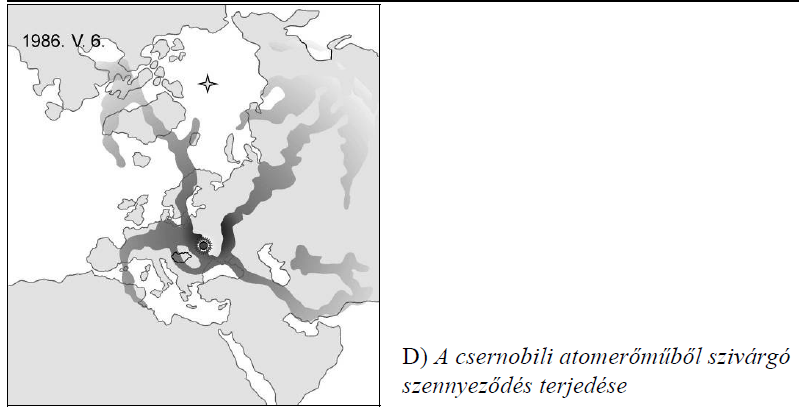 1986. V. 6.
D) A csernobili atomerőműből szivárgó
szennyeződés terjedése